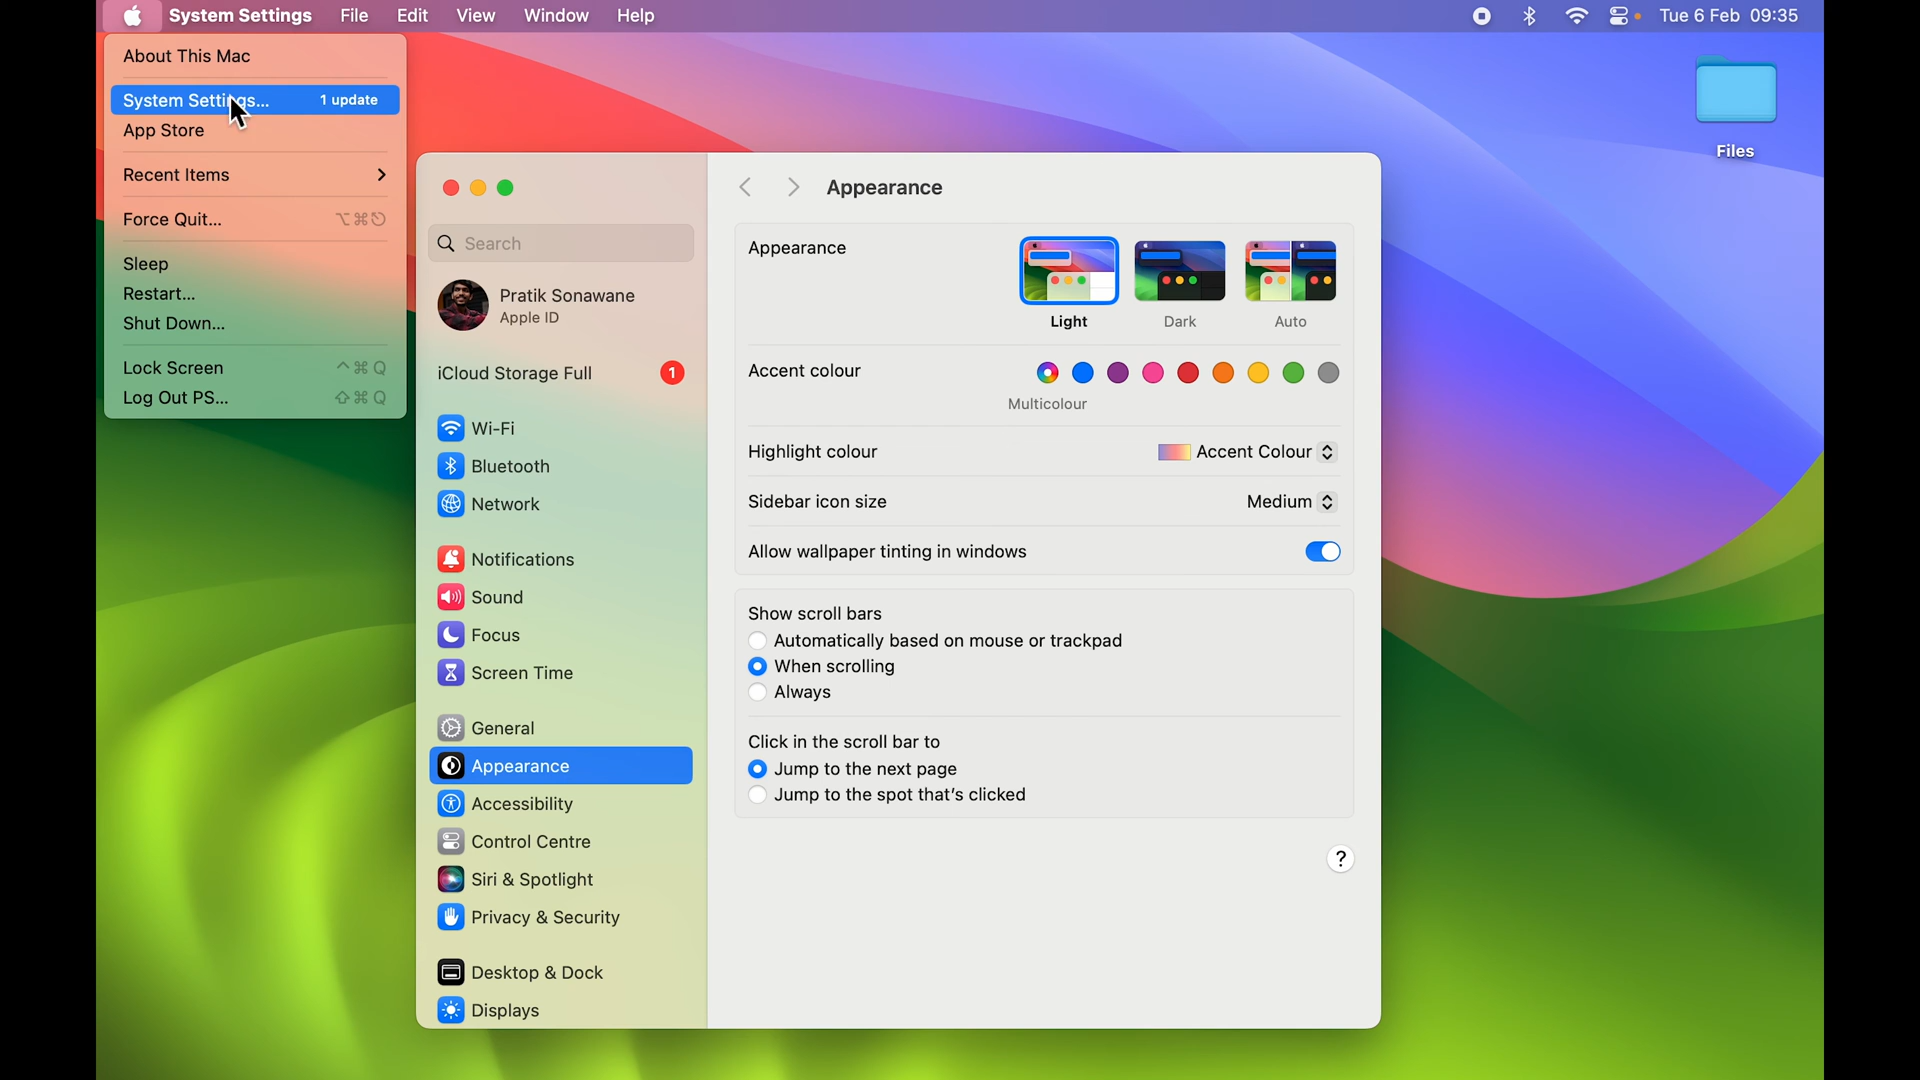 System Settings File Edit View Window Help Tue 6 Feb 09:35
About This Mac
System Settings... 1 update
App Store
Recent Items
Force Quit... ⌥⌘⎋
Sleep
Restart...
Shut Down...
Lock Screen ^⌘Q
Log Out PS... ⇧⌘Q
Files
Search
Pratik Sonawane
Apple ID
iCloud Storage Full 1
Wi-Fi
Bluetooth
Network
Notifications
Sound
Focus
Screen Time
General
Appearance
Accessibility
Control Centre
Siri & Spotlight
Privacy & Security
Desktop & Dock
Displays
Appearance
Appearance
Light Dark Auto
Accent colour
Multicolour
Highlight colour Accent Colour
Sidebar icon size Medium
Allow wallpaper tinting in windows
Show scroll bars
Automatically based on mouse or trackpad
When scrolling
Always
Click in the scroll bar to
Jump to the next page
Jump to the spot that's clicked
?